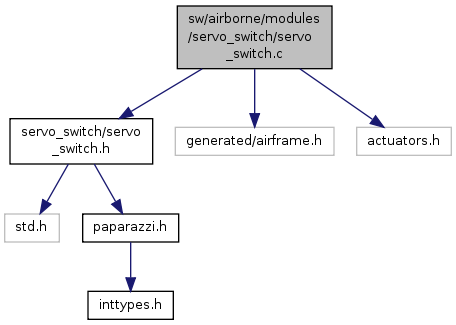 sw/airborne/modules
/servo_switch/servo
_switch.c
servo_switch/servo
_switch.h
generated/airframe.h
actuators.h
std.h
paparazzi.h
inttypes.h